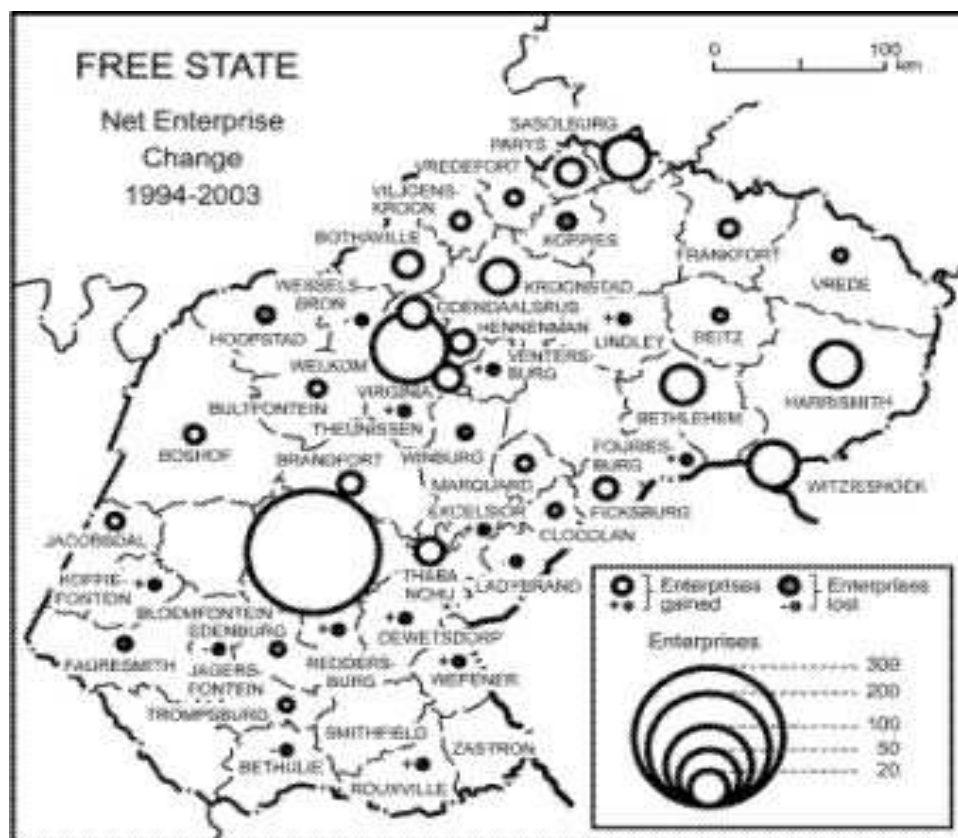 FREE STATE
Net Enterprise
Change
1994-2003
0 100
km
SASOLBURG
PARYS
VREDEFORT
VILJOENS-
KROON
BOTHAVILLE
KOPPIES
FRANKFORT
VREDE
WESSELS-
BRON
KROONSTAD
ODENDAALSRUS
HENNENMAN
HOOPSTAD
LINDLEY
REITZ
WELKOM
VENTERS-
BURG
VIRGINIA
BULTFONTEIN
THEUNISSEN
BETHLEHEM
HARRISMITH
BOSHOF
BRANDFORT
WINBURG
FOURIES-
BURG
MARQUARD
WITZIESHOEK
EXCELSIOR
FICKSBURG
CLOCOLAN
JACOBSDAL
THABA
NCHU
LADYBRAND
KOFFIE-
FONTEIN
BLOEMFONTEIN
EDENBURG
DEWETSDORP
FAURESMITH
JAGERS-
FONTEIN
REDDERS-
BURG
WEPENER
TROMPSBURG
SMITHFIELD
ZASTRON
BETHULIE
ROUXVILLE
Enterprises
gained
Enterprises
lost
Enterprises
300
200
100
50
20